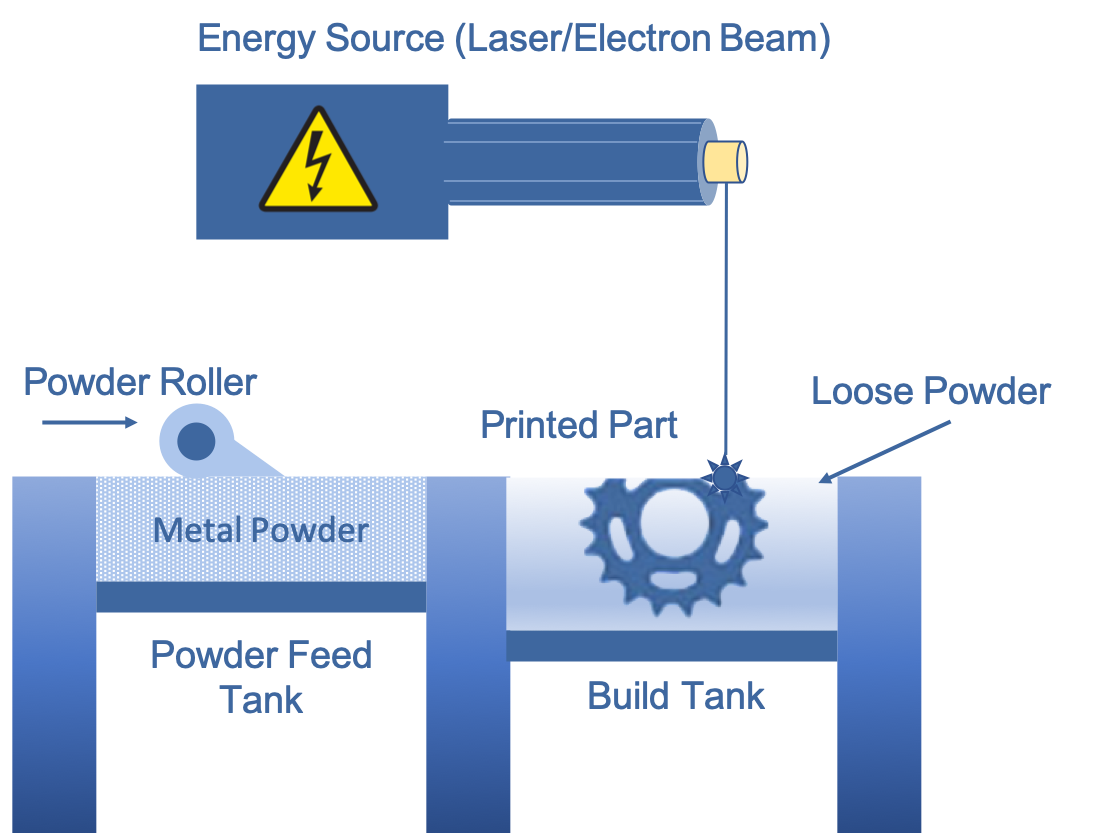 Energy Source (Laser/Electron Beam)
Powder Roller
Printed Part
Loose Powder
Metal Powder
Powder Feed
Tank
Build Tank